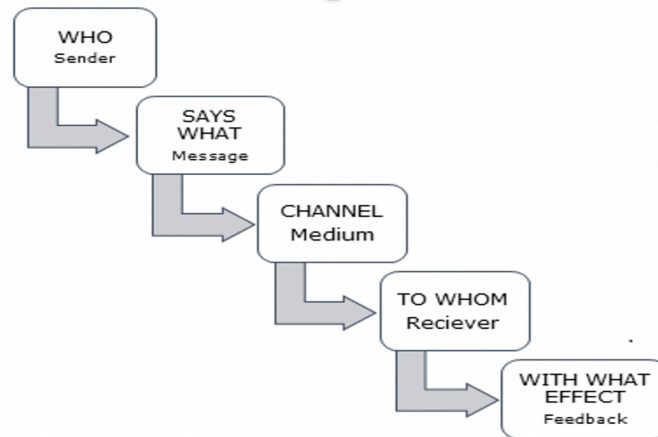 WHO
Sender
SAYS
WHAT
Message
CHANNEL
Medium
TO WHOM
Reciever
WITH WHAT
EFFECT
Feedback